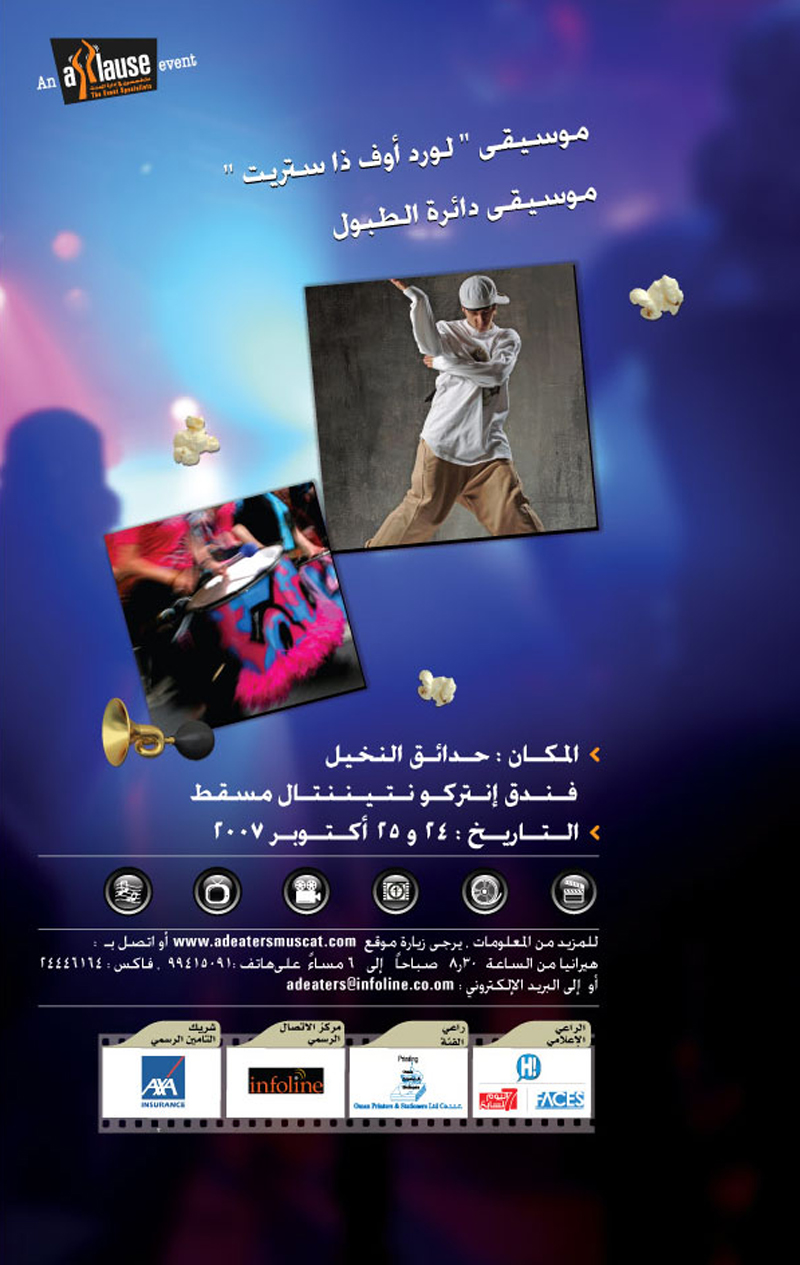 An applause event
The Event Specialists
موسيقى " لورد أوف ذا ستريت "
موسيقى دائرة الطبول
المكان : حدائق النخيل
فندق إنتركونتيننتال مسقط
التاريخ : ٢٤ و ٢٥ أكتوبر ٢٠٠٧
للمزيد من المعلومات , يرجى زيارة موقع www.adeatersmuscat.com أو اتصل بـ :
هيرانيا من الساعة ٨٫٣٠ صباحاً إلى ٦ مساءً على هاتف : ٩٩٤١٥٠٩١ , فاكس : ٢٤٤٤٦١٦٤
أو إلى البريد الإلكتروني : adeaters@infoline.co.om
الراعي الإعلامي
H!
FACES
اليوم السابع
راعي الفئة
Printing
Oman Printers & Stationers Ltd Co.L.L.C.
مركز الاتصال الرسمي
infoline
شريك التامين الرسمي
AXA
INSURANCE